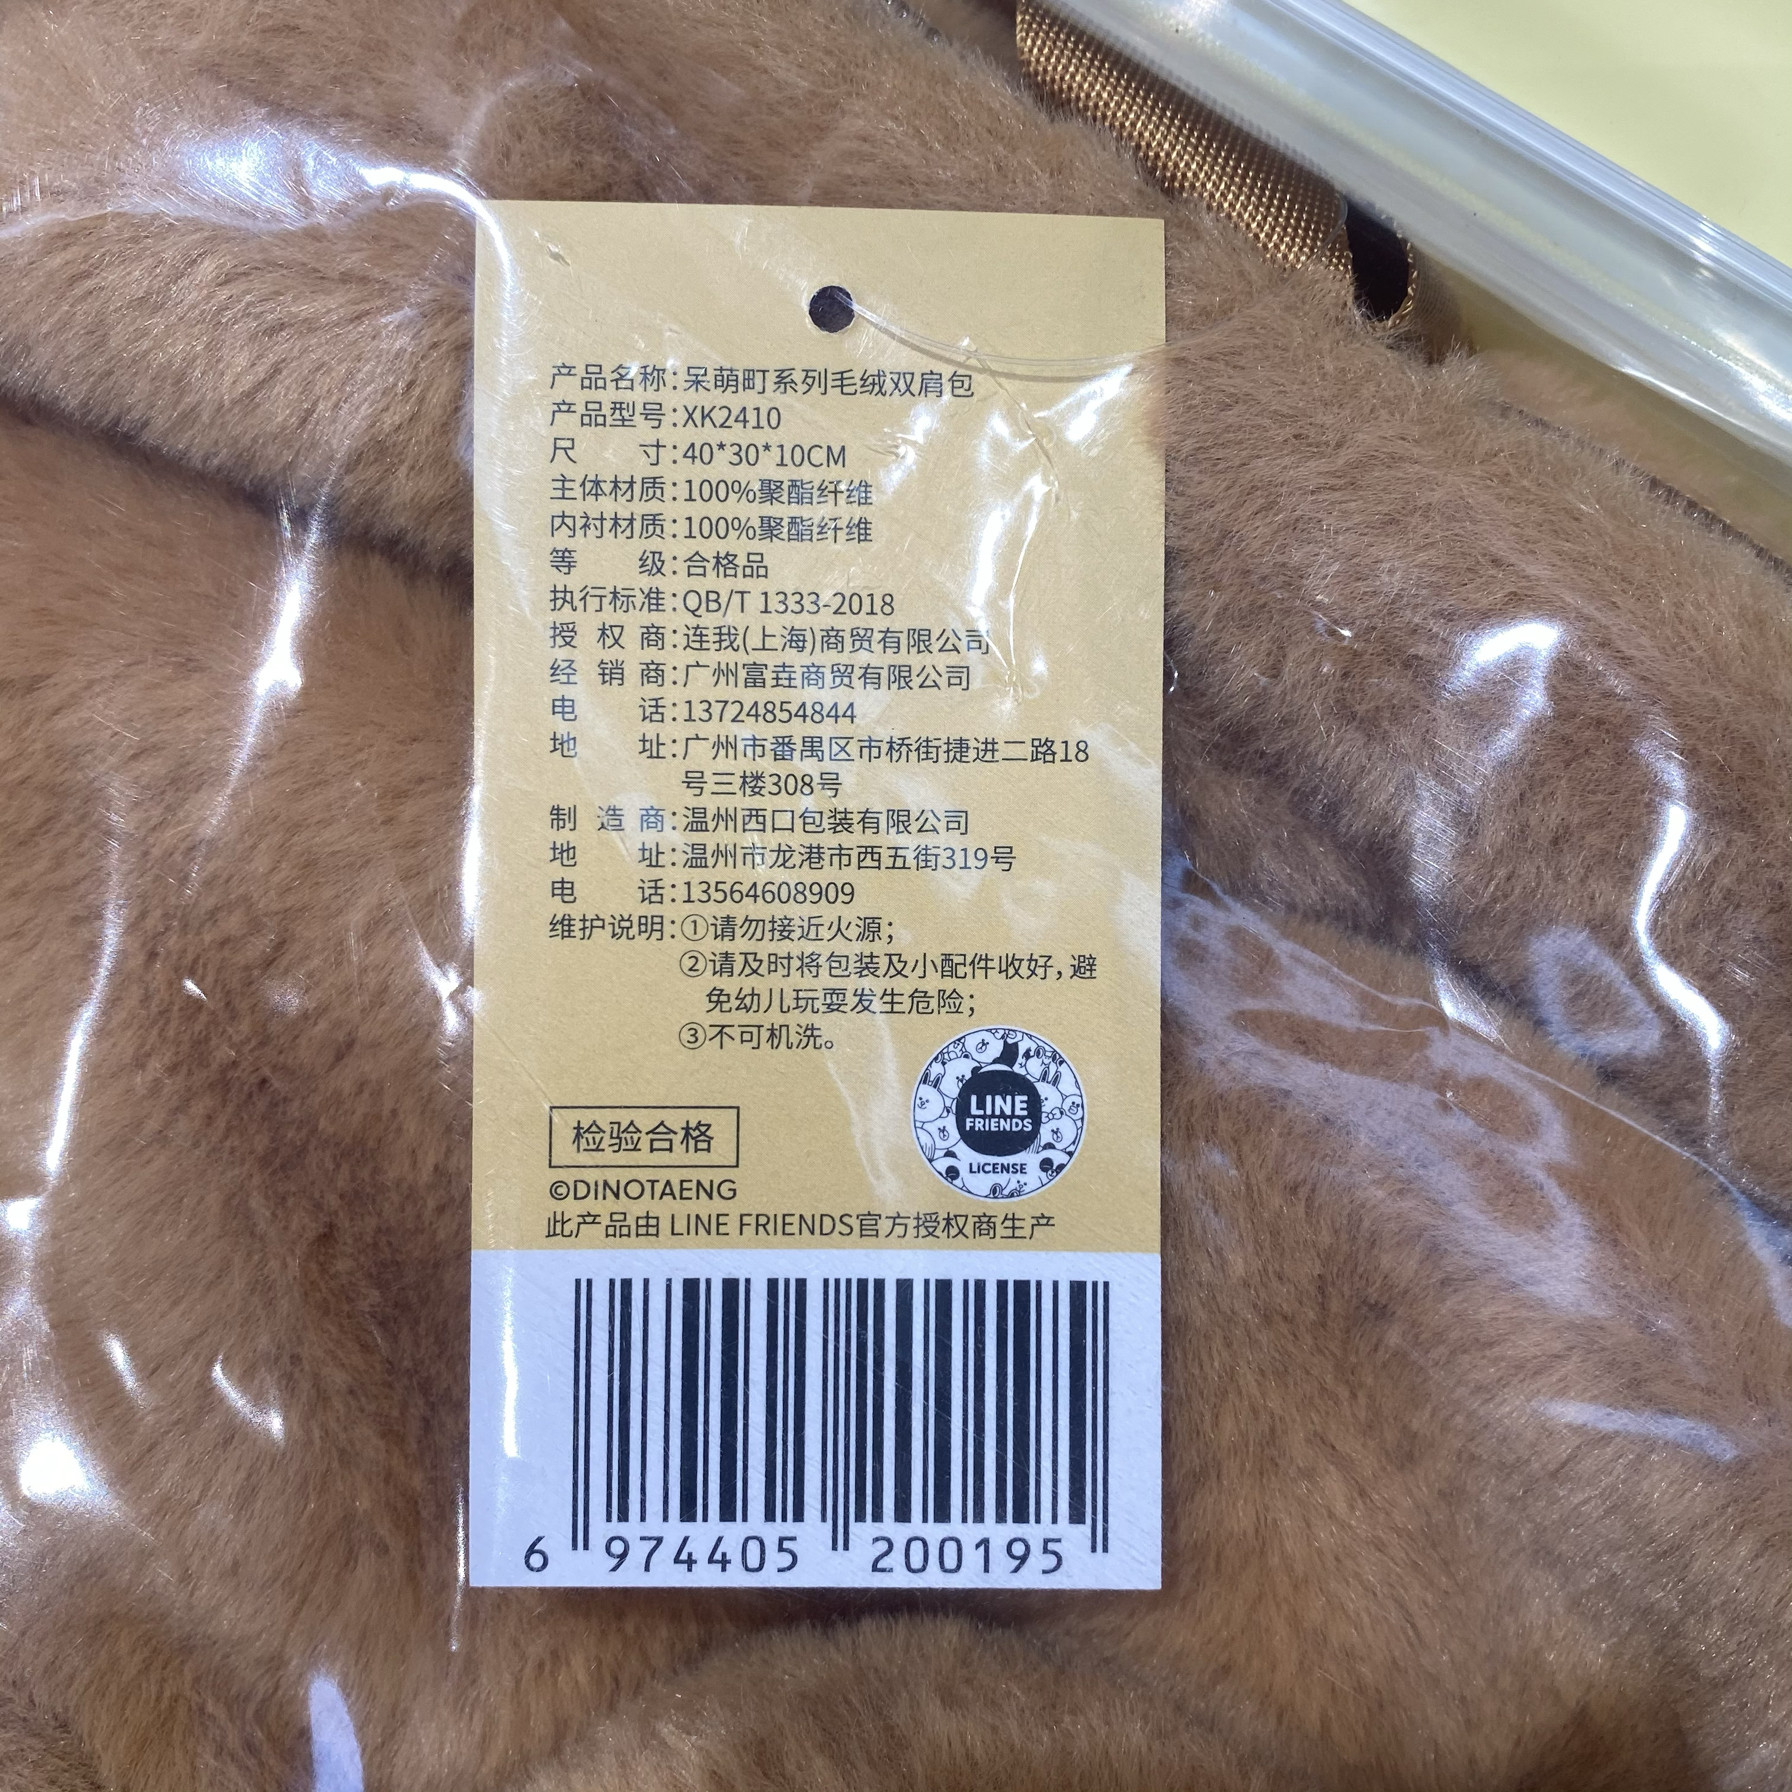 产品名称:呆萌町系列毛绒双肩包
产品型号:XK2410
尺 寸:40*30*10CM
主体材质:100%聚酯纤维
内衬材质:100%聚酯纤维
等 级:合格品
执行标准:QB/T 1333-2018
授 权 商:连我(上海)商贸有限公司
经 销 商:广州富垚商贸有限公司
电 话:13724854844
地 址:广州市番禺区市桥街捷进二路18
号三楼308号
制 造 商:温州西口包装有限公司
地 址:温州市龙港市西五街319号
电 话:13564608909
维护说明:①请勿接近火源;
②请及时将包装及小配件收好,避
免幼儿玩耍发生危险;
③不可机洗。
LINE
FRIENDS
LICENSE
检验合格
©DINOTAENG
此产品由 LINE FRIENDS官方授权商生产
6 974405 200195